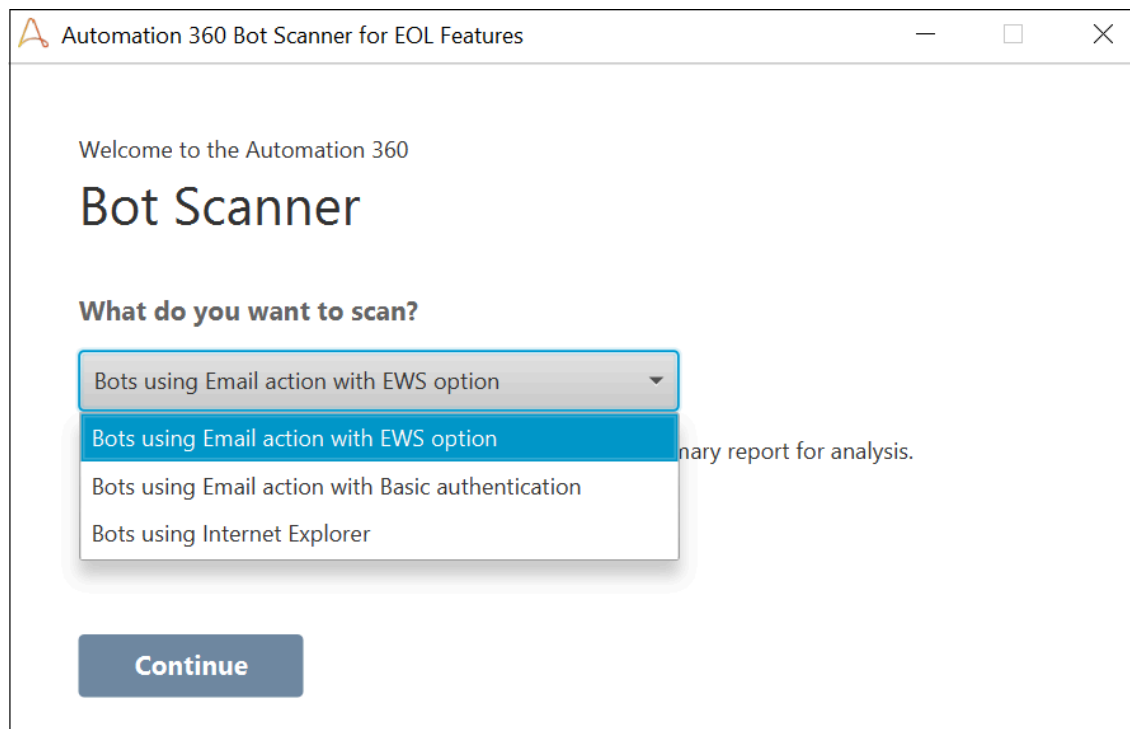 Automation 360 Bot Scanner for EOL Features
Welcome to the Automation 360
Bot Scanner
What do you want to scan?
Bots using Email action with EWS option
Bots using Email action with EWS option
report for analysis.
Bots using Email action with Basic authentication
Bots using Internet Explorer
Continue